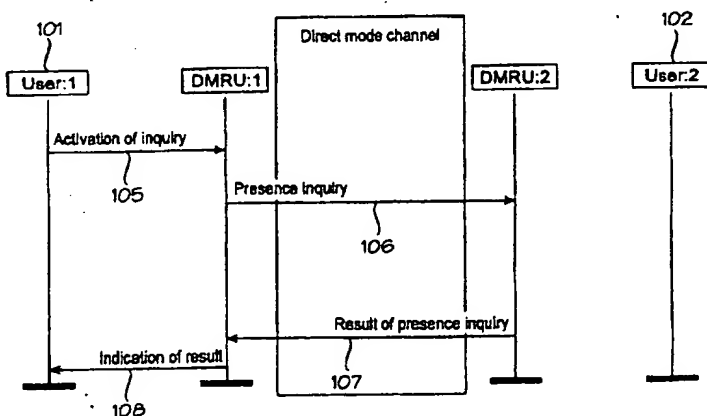 101
102
Direct mode channel
User:1
DMRU:1
DMRU:2
User:2
Activation of inquiry
105
Presence inquiry
106
Result of presence inquiry
107
Indication of result
108